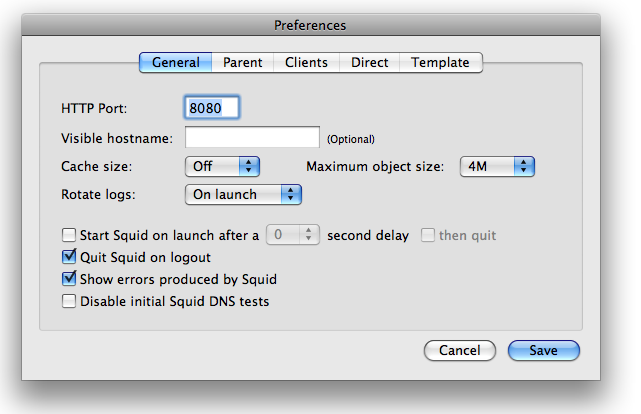 Preferences
General Parent Clients Direct Template
HTTP Port: 8080
Visible hostname: (Optional)
Cache size: Off Maximum object size: 4M
Rotate logs: On launch
Start Squid on launch after a 0 second delay then quit
Quit Squid on logout
Show errors produced by Squid
Disable initial Squid DNS tests
Cancel Save